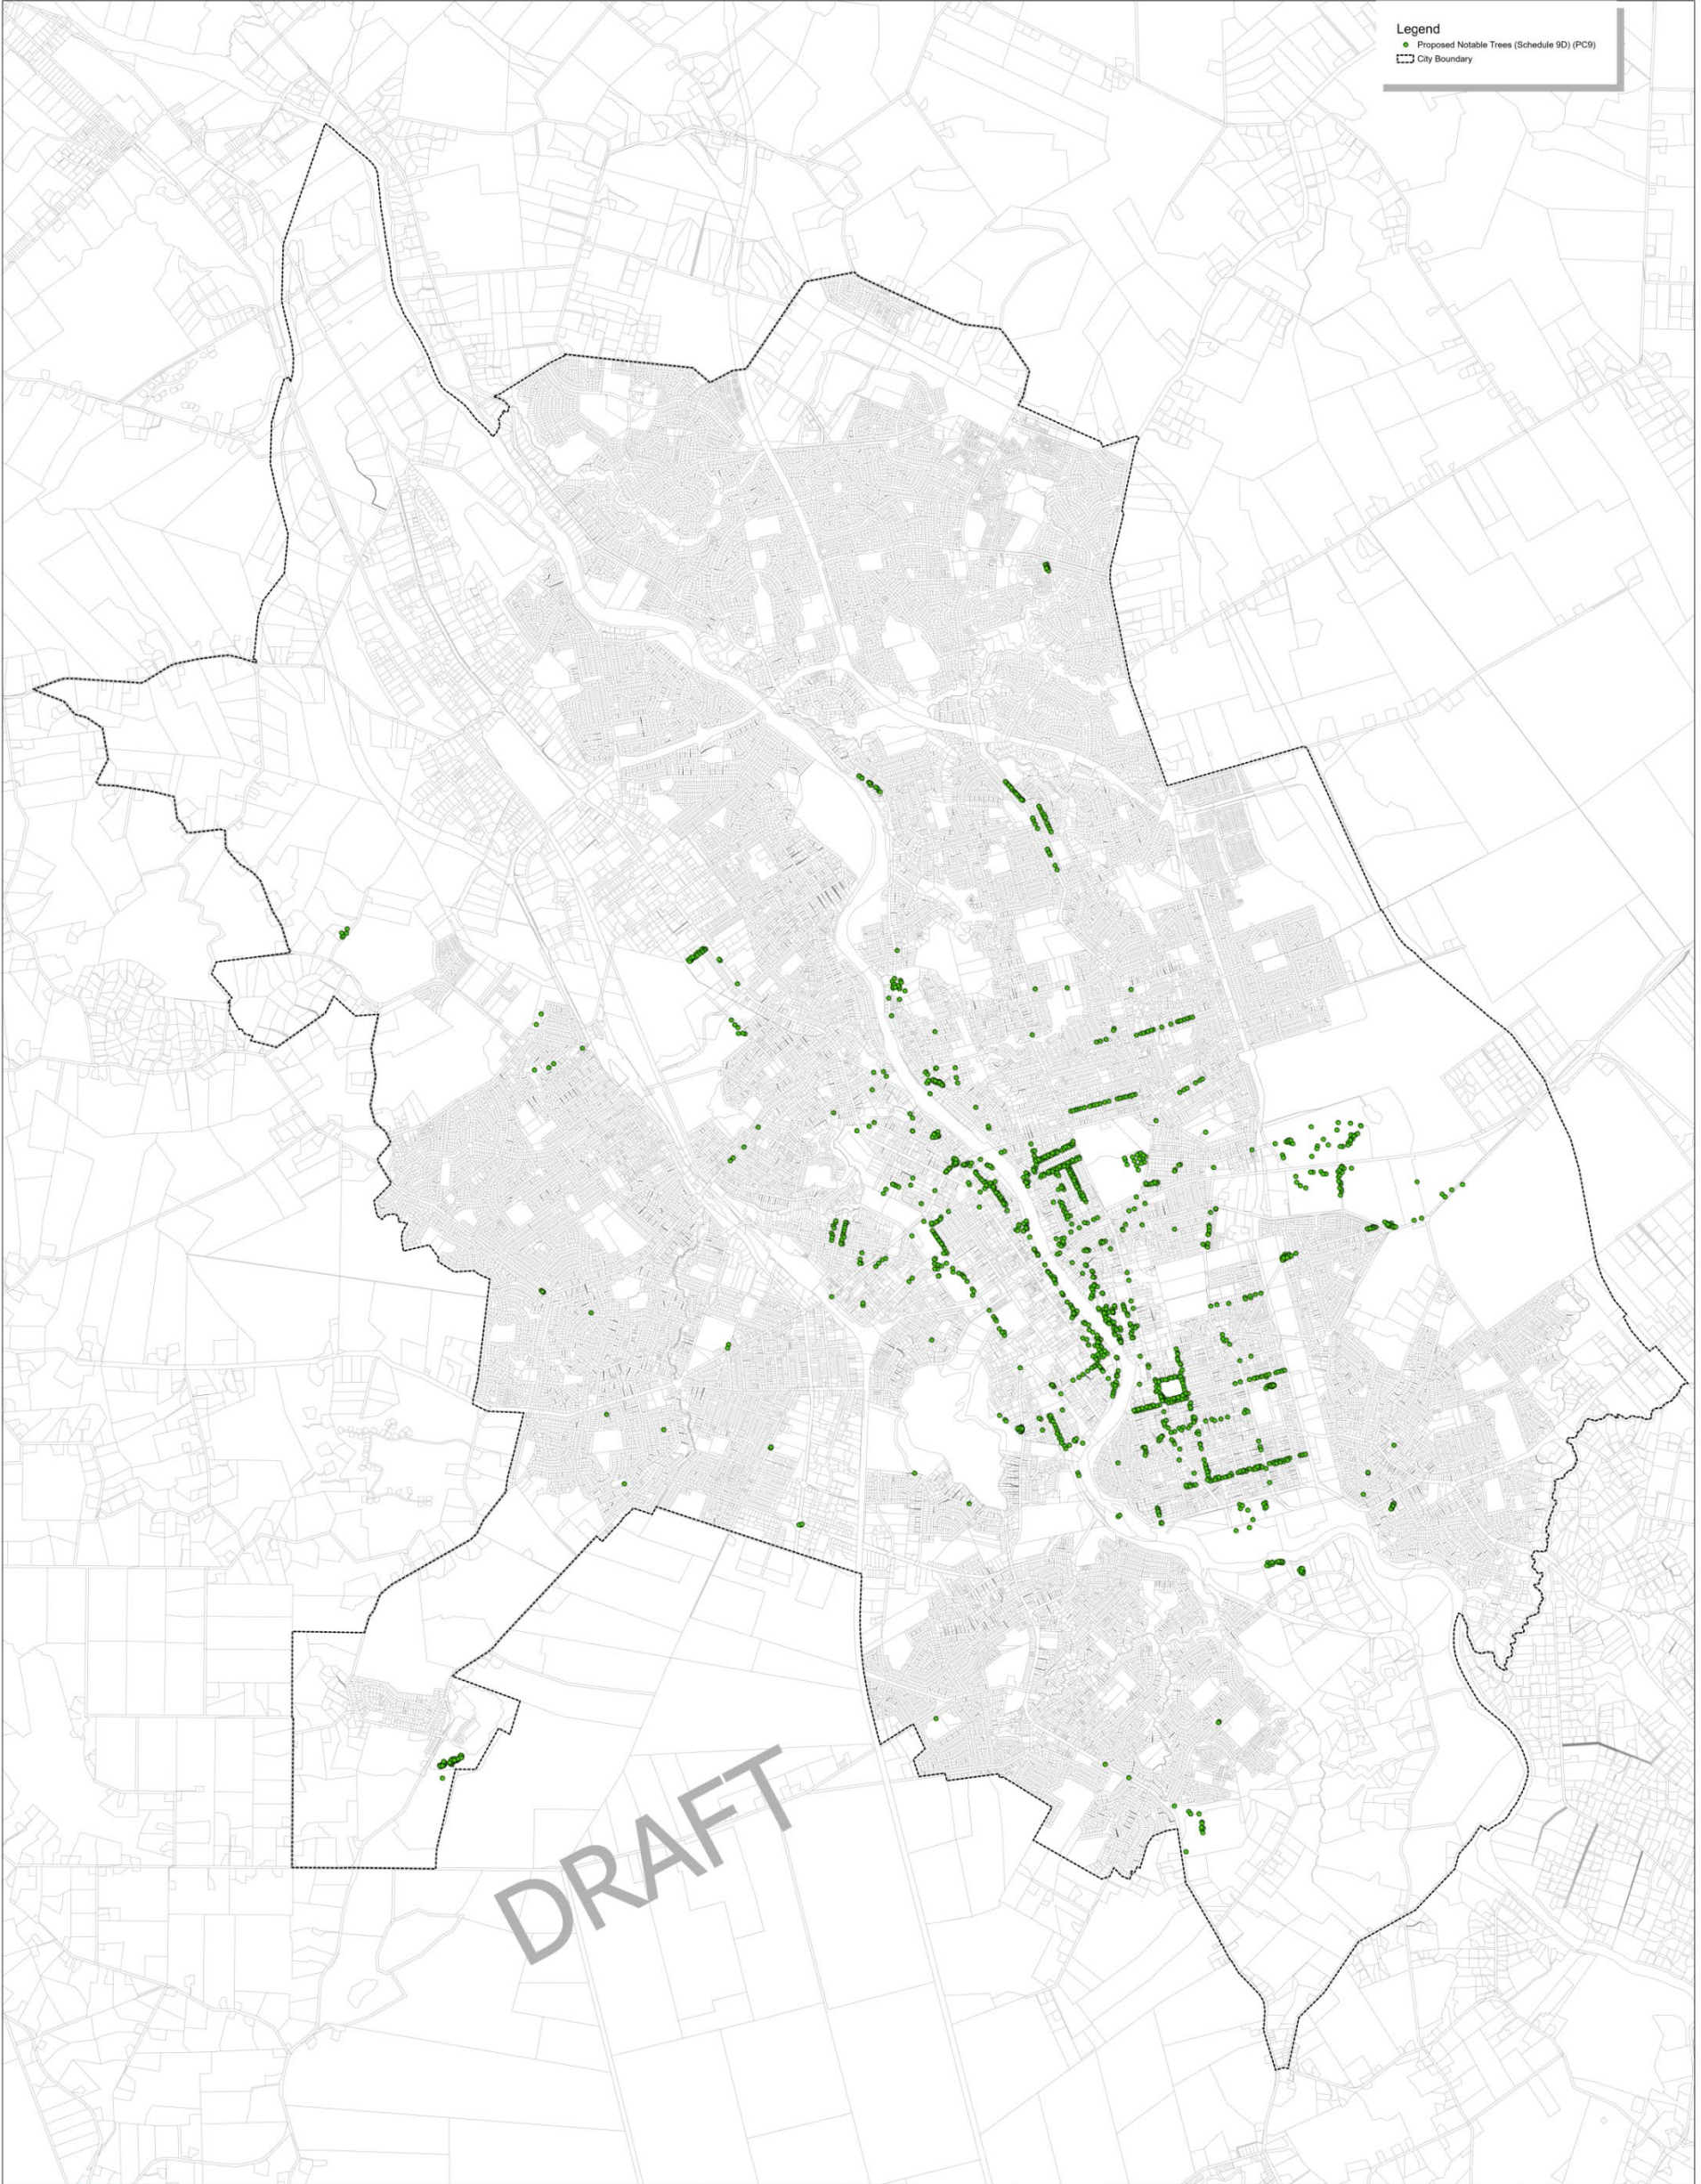 Legend
Proposed Notable Trees (Schedule 9D) (PC9)
City Boundary
DRAFT